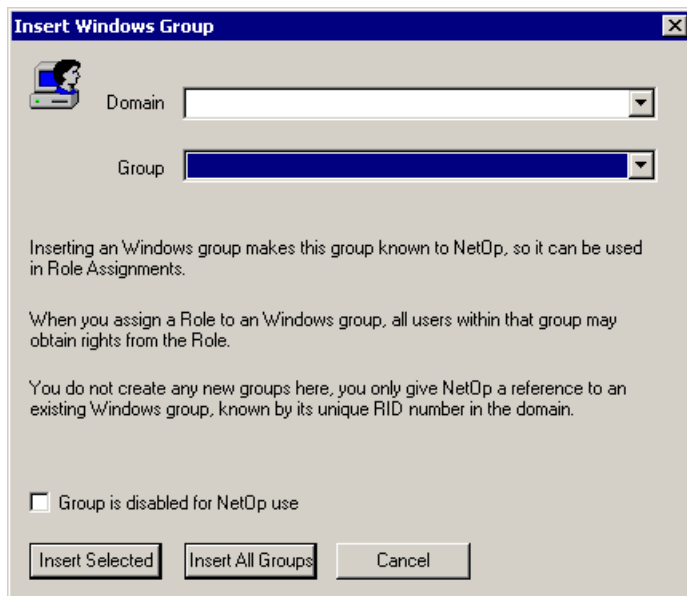 Insert Windows Group
Domain
Group
Inserting an Windows group makes this group known to NetOp, so it can be used
in Role Assignments.
When you assign a Role to an Windows group, all users within that group may
obtain rights from the Role.
You do not create any new groups here, you only give NetOp a reference to an
existing Windows group, known by its unique RID number in the domain.
Group is disabled for NetOp use
Insert Selected Insert All Groups Cancel